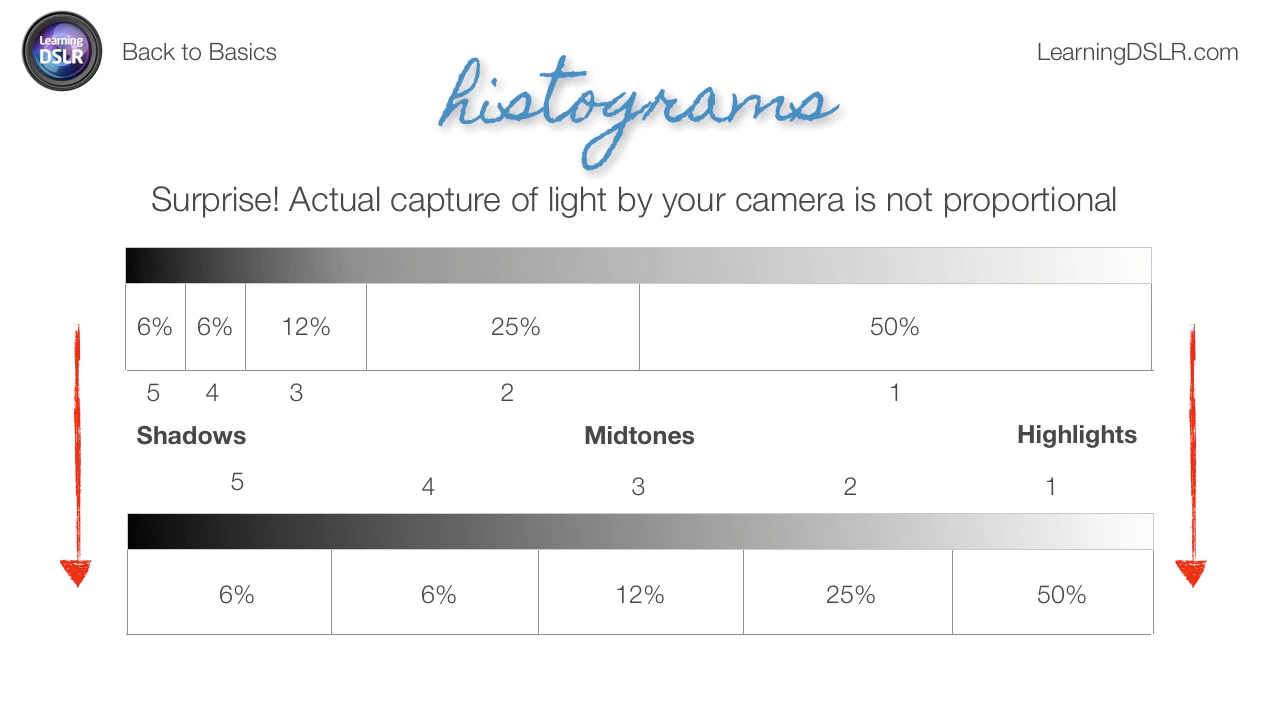 Learning
DSLR
Back to Basics
LearningDSLR.com
histograms
Surprise! Actual capture of light by your camera is not proportional
6% 6% 12% 25% 50%
5 4 3 2 1
Shadows Midtones Highlights
5 4 3 2 1
6% 6% 12% 25% 50%